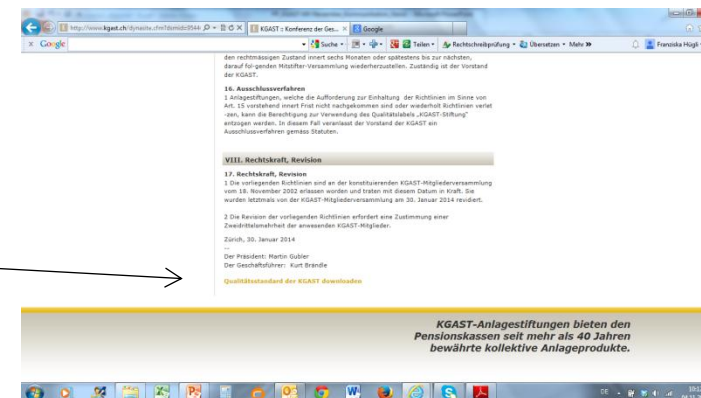 http://www.kgast.ch/dynasite.cfm?dsmid=9544
KGAST :: Konferenz der Ges...
Google
x Google
Suche
Teilen
Rechtschreibprüfung
Übersetzen
Mehr »
Franziska Hügli
den rechtmässigen Zustand innert sechs Monaten oder spätestens bis zur nächsten,
darauf fol-genden Mitstifter-Versammlung wiederherzustellen. Zuständig ist der Vorstand
der KGAST.
16. Ausschlussverfahren
1 Anlagestiftungen, welche die Aufforderung zur Einhaltung der Richtlinien im Sinne von
Art. 15 vorstehend innert Frist nicht nachgekommen sind oder wiederholt Richtlinien verlet
-zen, kann die Berechtigung zur Verwendung des Qualitätslabels „KGAST-Stiftung"
entzogen werden. In diesem Fall veranlasst der Vorstand der KGAST ein
Ausschlussverfahren gemäss Statuten.
VIII. Rechtskraft, Revision
17. Rechtskraft, Revision
1 Die vorliegenden Richtlinien sind an der konstituierenden KGAST-Mitgliederversammlung
vom 18. November 2002 erlassen worden und traten mit diesem Datum in Kraft. Sie
wurden letztmals von der KGAST-Mitgliederversammlung am 30. Januar 2014 revidiert.
2 Die Revision der vorliegenden Richtlinien erfordert eine Zustimmung einer
Zweidrittelsmehrheit der anwesenden KGAST-Mitglieder.
Zürich, 30. Januar 2014
--
Der Präsident: Martin Gubler
Der Geschäftsführer: Kurt Brändle
Qualitätsstandard der KGAST downloaden
KGAST-Anlagestiftungen bieten den
Pensionskassen seit mehr als 40 Jahren
bewährte kollektive Anlageprodukte.
DE